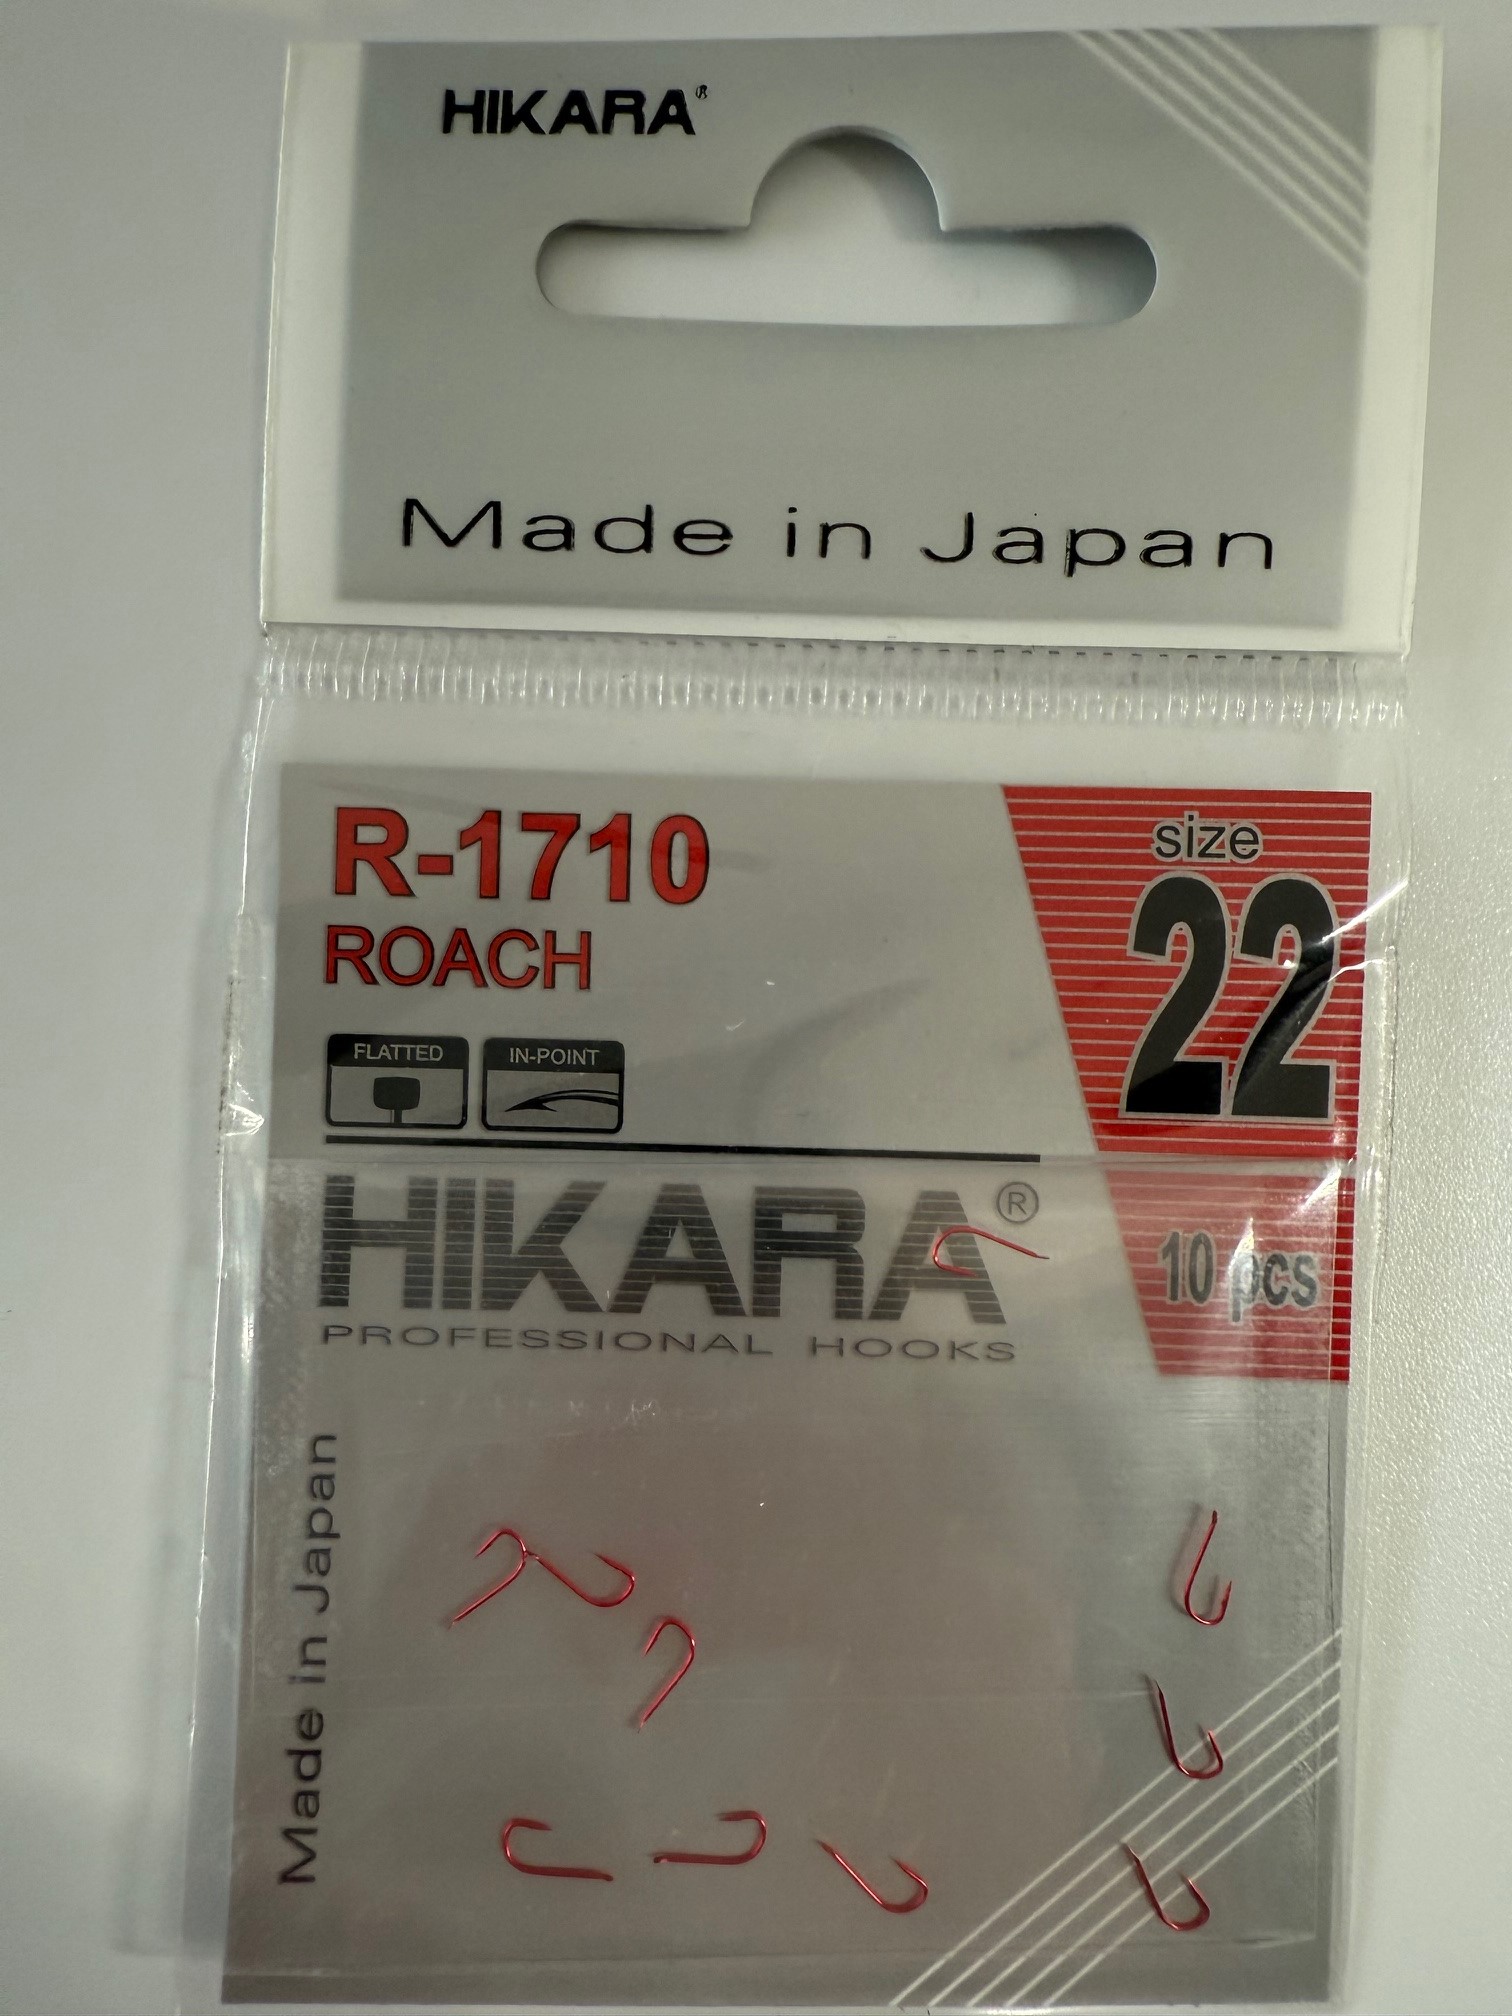 HIKARA®
Made in Japan
R-1710
ROACH
size
22
FLATTED
IN-POINT
HIKARA®
PROFESSIONAL HOOKS
10 pcs
Made in Japan